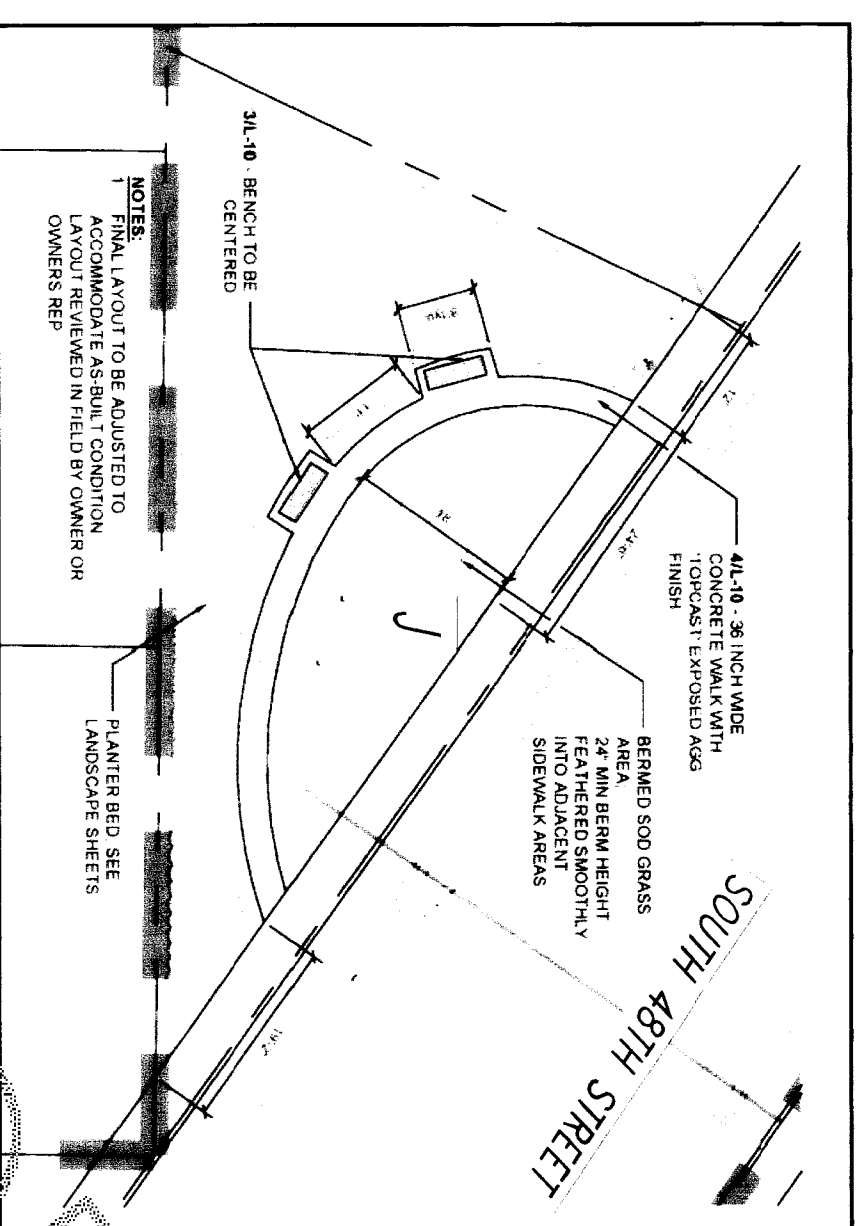 3/L-10 - BENCH TO BE
CENTERED
NOTES:
1 FINAL LAYOUT TO BE ADJUSTED TO
ACCOMMODATE AS-BUILT CONDITION
LAYOUT REVIEWED IN FIELD BY OWNER OR
OWNERS REP
4/L-10 - 36 INCH WIDE
CONCRETE WALK WITH
'TOPCAST' EXPOSED AGG
FINISH
BERMED SOD GRASS
AREA,
24" MIN BERM HEIGHT
FEATHERED SMOOTHLY
INTO ADJACENT
SIDEWALK AREAS
PLANTER BED, SEE
LANDSCAPE SHEETS
SOUTH 48TH STREET
12'